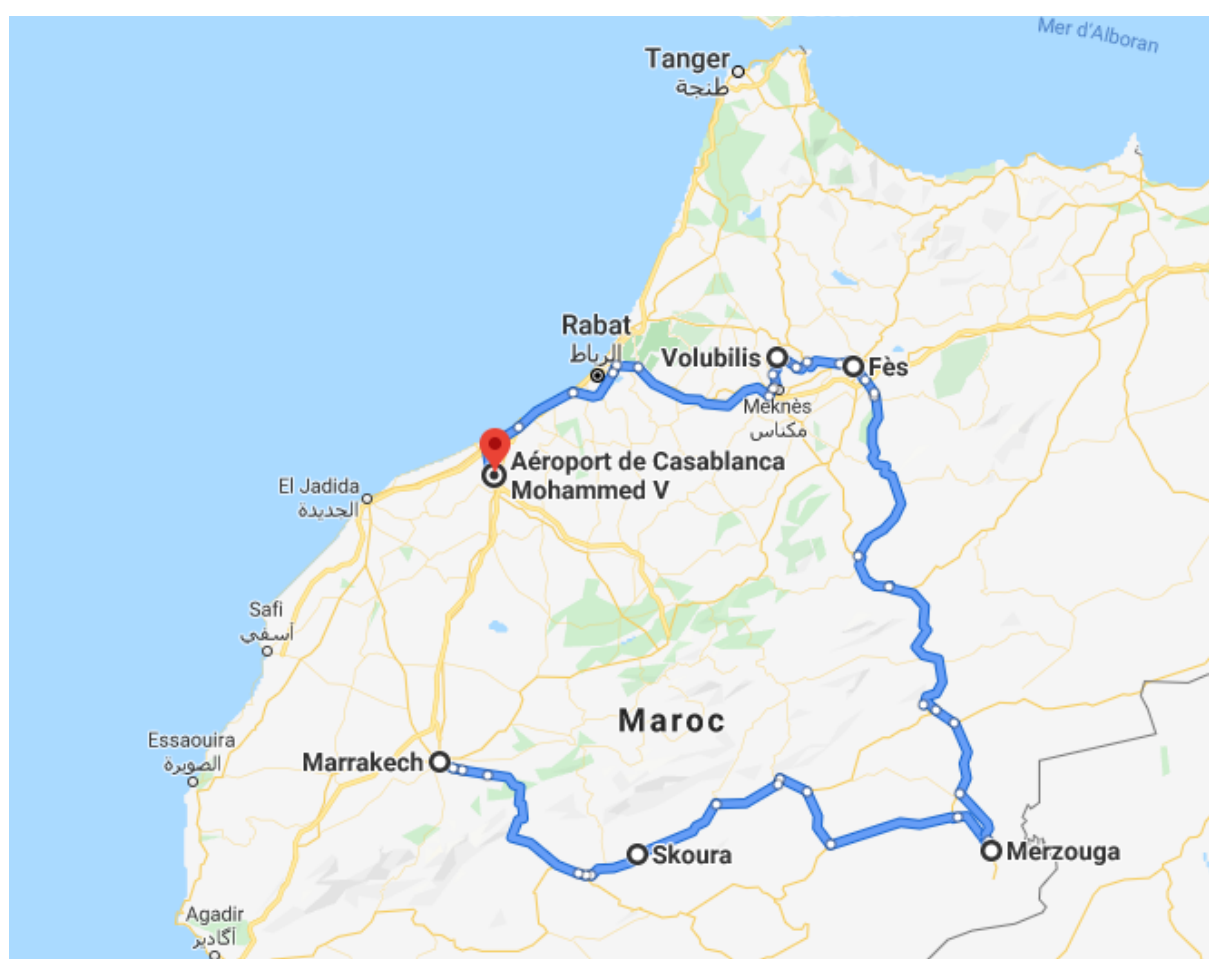 Mer d'Alboran
Tanger
طنجة
Rabat
الرباط
Volubilis
Fès
Meknès
مكناس
Aéroport de Casablanca
Mohammed V
El Jadida
الجديدة
Safi
آسفي
Maroc
Essaouira
الصويرة
Marrakech
Skoura
Merzouga
Agadir
أݣادير